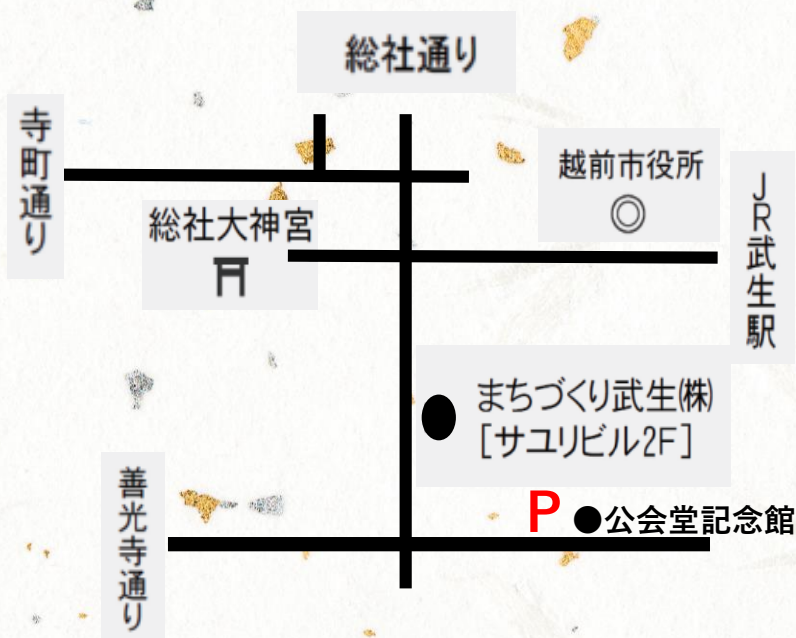 総社通り
寺町通り
越前市役所
◎
JR武生駅
総社大神宮
まちづくり武生㈱
[サユリビル2F]
P ●公会堂記念館
善光寺通り